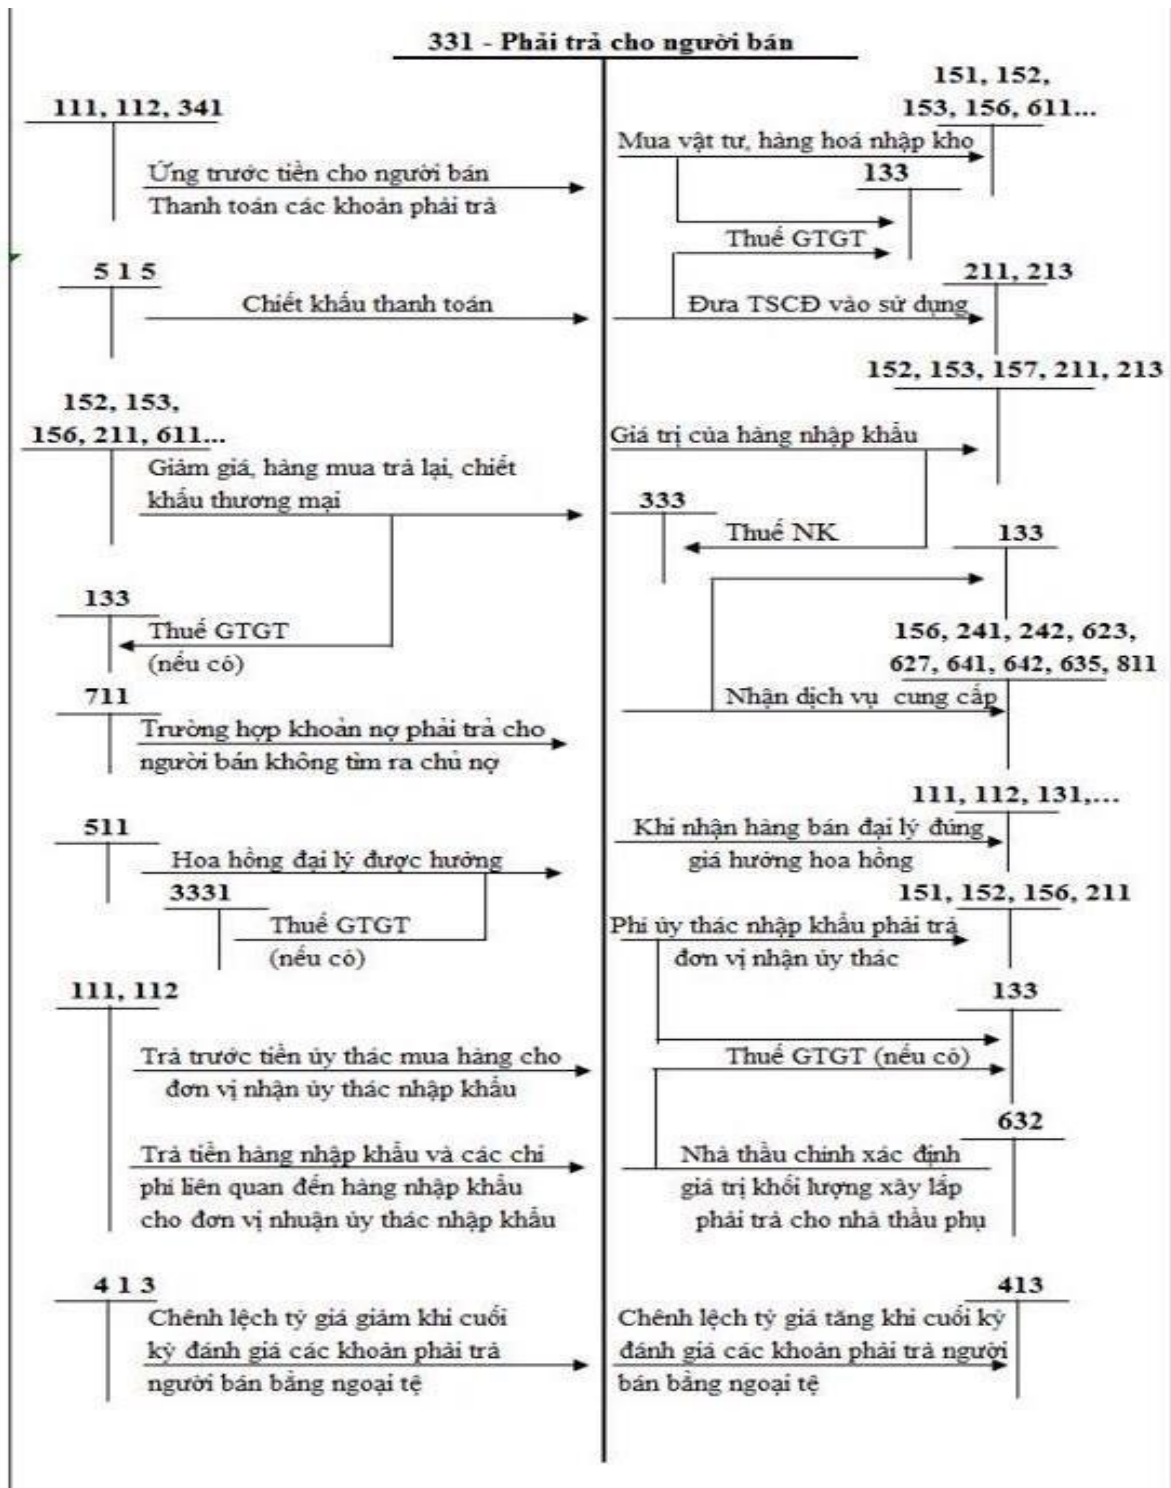 331 - Phải trả cho người bán
111, 112, 341
Ứng trước tiền cho người bán
Thanh toán các khoản phải trả
5 1 5
Chiết khấu thanh toán
152, 153,
156, 211, 611...
Giảm giá, hàng mua trả lại, chiết
khấu thương mại
133
Thuế GTGT
(nếu có)
711
Trường hợp khoản nợ phải trả cho
người bán không tìm ra chủ nợ
511
Hoa hồng đại lý được hưởng
3331
Thuế GTGT
(nếu có)
111, 112
Trả trước tiền ủy thác mua hàng cho
đơn vị nhận ủy thác nhập khẩu
Trả tiền hàng nhập khẩu và các chi
phí liên quan đến hàng nhập khẩu
cho đơn vị nhuận ủy thác nhập khẩu
4 1 3
Chênh lệch tỷ giá giảm khi cuối
kỳ đánh giá các khoản phải trả
người bán bằng ngoại tệ
151, 152,
153, 156, 611...
Mua vật tư, hàng hoá nhập kho
133
Thuế GTGT
211, 213
Đưa TSCĐ vào sử dụng
152, 153, 157, 211, 213
Giá trị của hàng nhập khẩu
333
Thuế NK
133
156, 241, 242, 623,
627, 641, 642, 635, 811
Nhận dịch vụ cung cấp
111, 112, 131,...
Khi nhận hàng bán đại lý đúng
giá hưởng hoa hồng
151, 152, 156, 211
Phí ủy thác nhập khẩu phải trả
đơn vị nhận ủy thác
133
Thuế GTGT (nếu có)
632
Nhà thầu chính xác định
giá trị khối lượng xây lắp
phải trả cho nhà thầu phụ
413
Chênh lệch tỷ giá tăng khi cuối kỳ
đánh giá các khoản phải trả người
bán bằng ngoại tệ